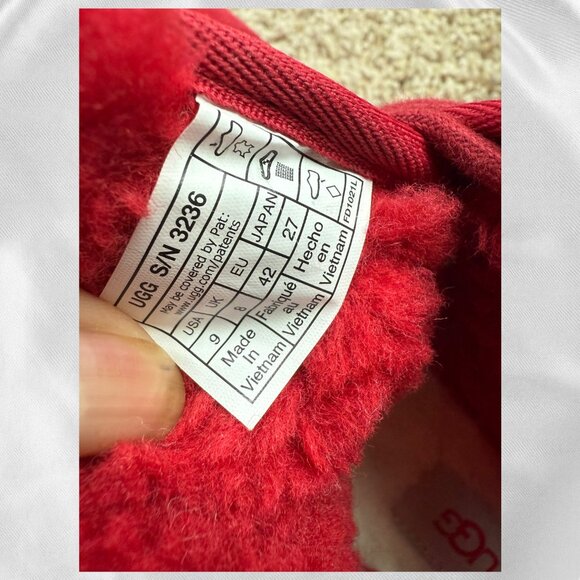 UGG S/N 3236
May be covered by Pat:
www.ugg.com/patents
USA UK EU JAPAN
9 8 42 27
Made In Vietnam
Fabriqué au Vietnam
Hecho en Vietnam
FD1021L
UGG